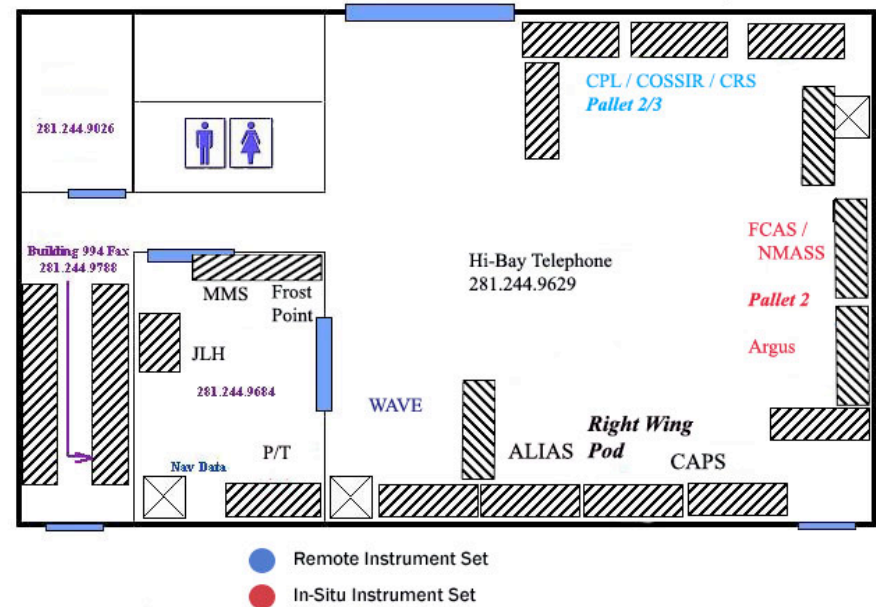 CPL / COSSIR / CRS
Pallet 2/3
281.244.9026
FCAS /
NMASS
Building 994 Fax
281.244.9788
Hi-Bay Telephone
281.244.9629
MMS
Frost
Point
Pallet 2
JLH
Argus
281.244.9684
WAVE
Right Wing
Pod
P/T
ALIAS
CAPS
Nav Data
Remote Instrument Set
In-Situ Instrument Set